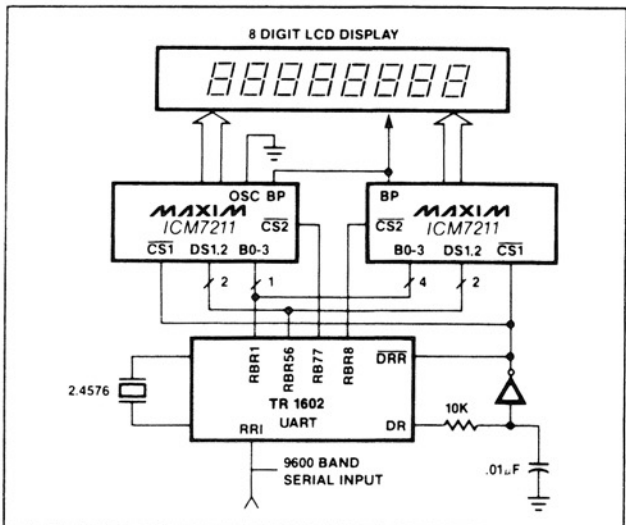 8 DIGIT LCD DISPLAY
OSC BP
MAXIM
ICM7211
CS2
CS1 DS1,2 B0-3
BP
MAXIM
ICM7211
CS2
B0-3 DS1,2 CS1
2
1
4
2
RBR1
RBR56
RB77
RBR8
DRR
2.4576
TR 1602
UART
RRI
DR
10K
.01µF
9600 BAND
SERIAL INPUT